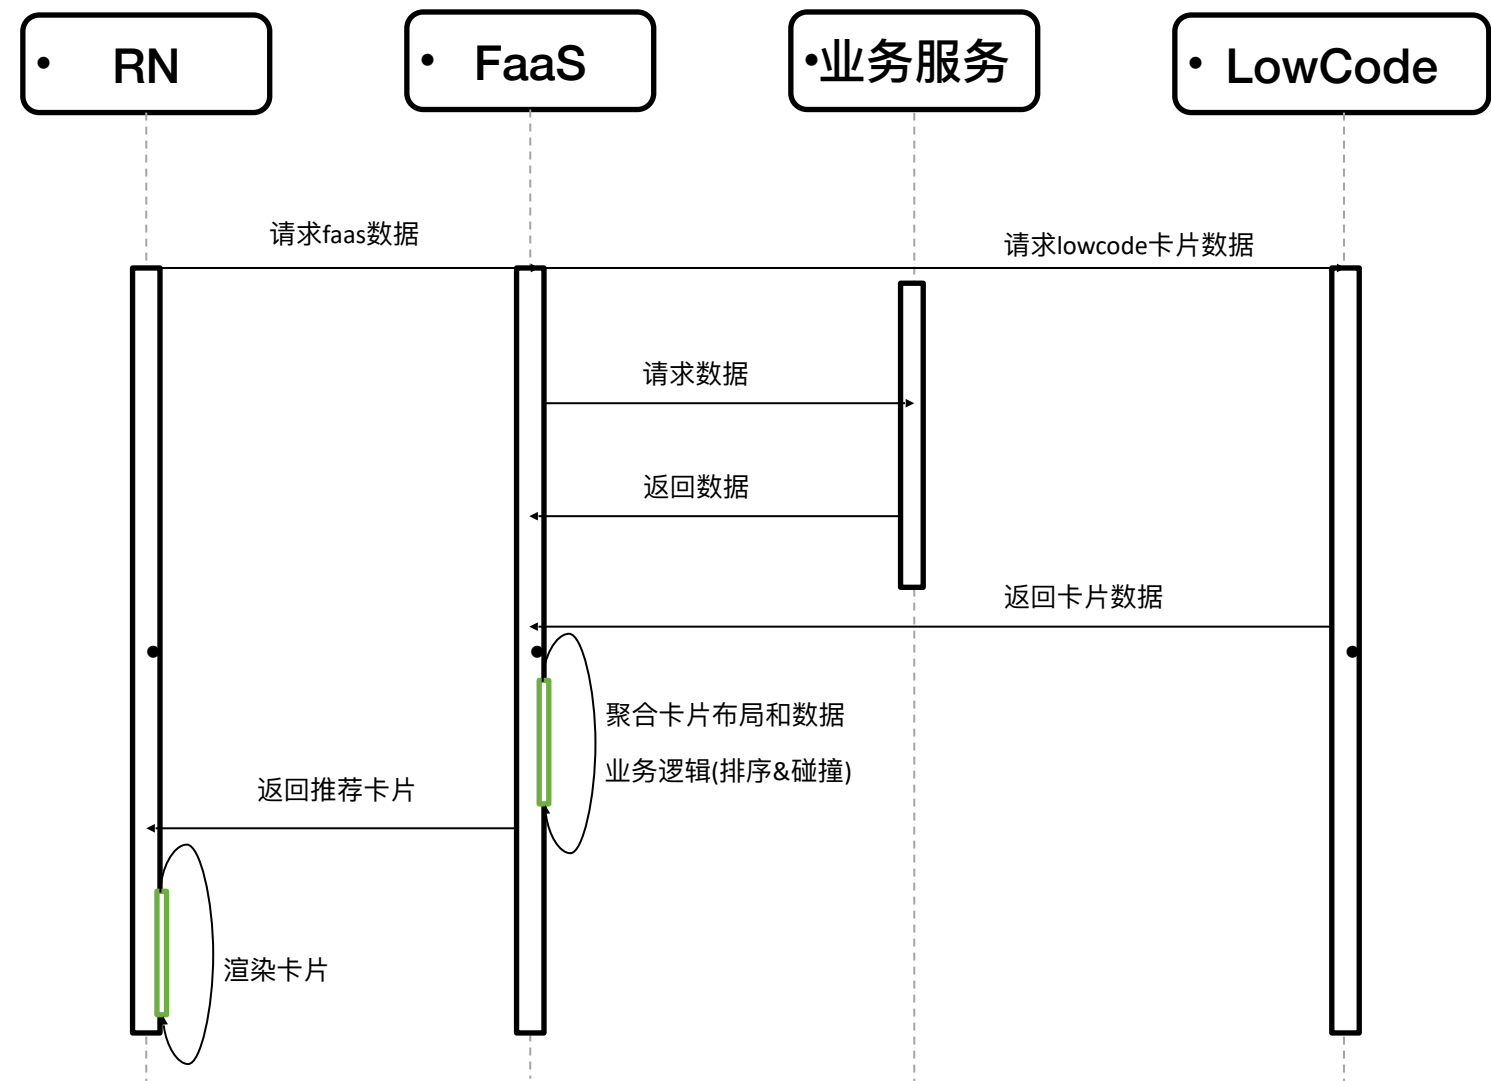 • RN
• FaaS
•业务服务
• LowCode
请求faas数据
请求lowcode卡片数据
请求数据
返回数据
返回卡片数据
聚合卡片布局和数据
业务逻辑(排序&碰撞)
返回推荐卡片
渲染卡片